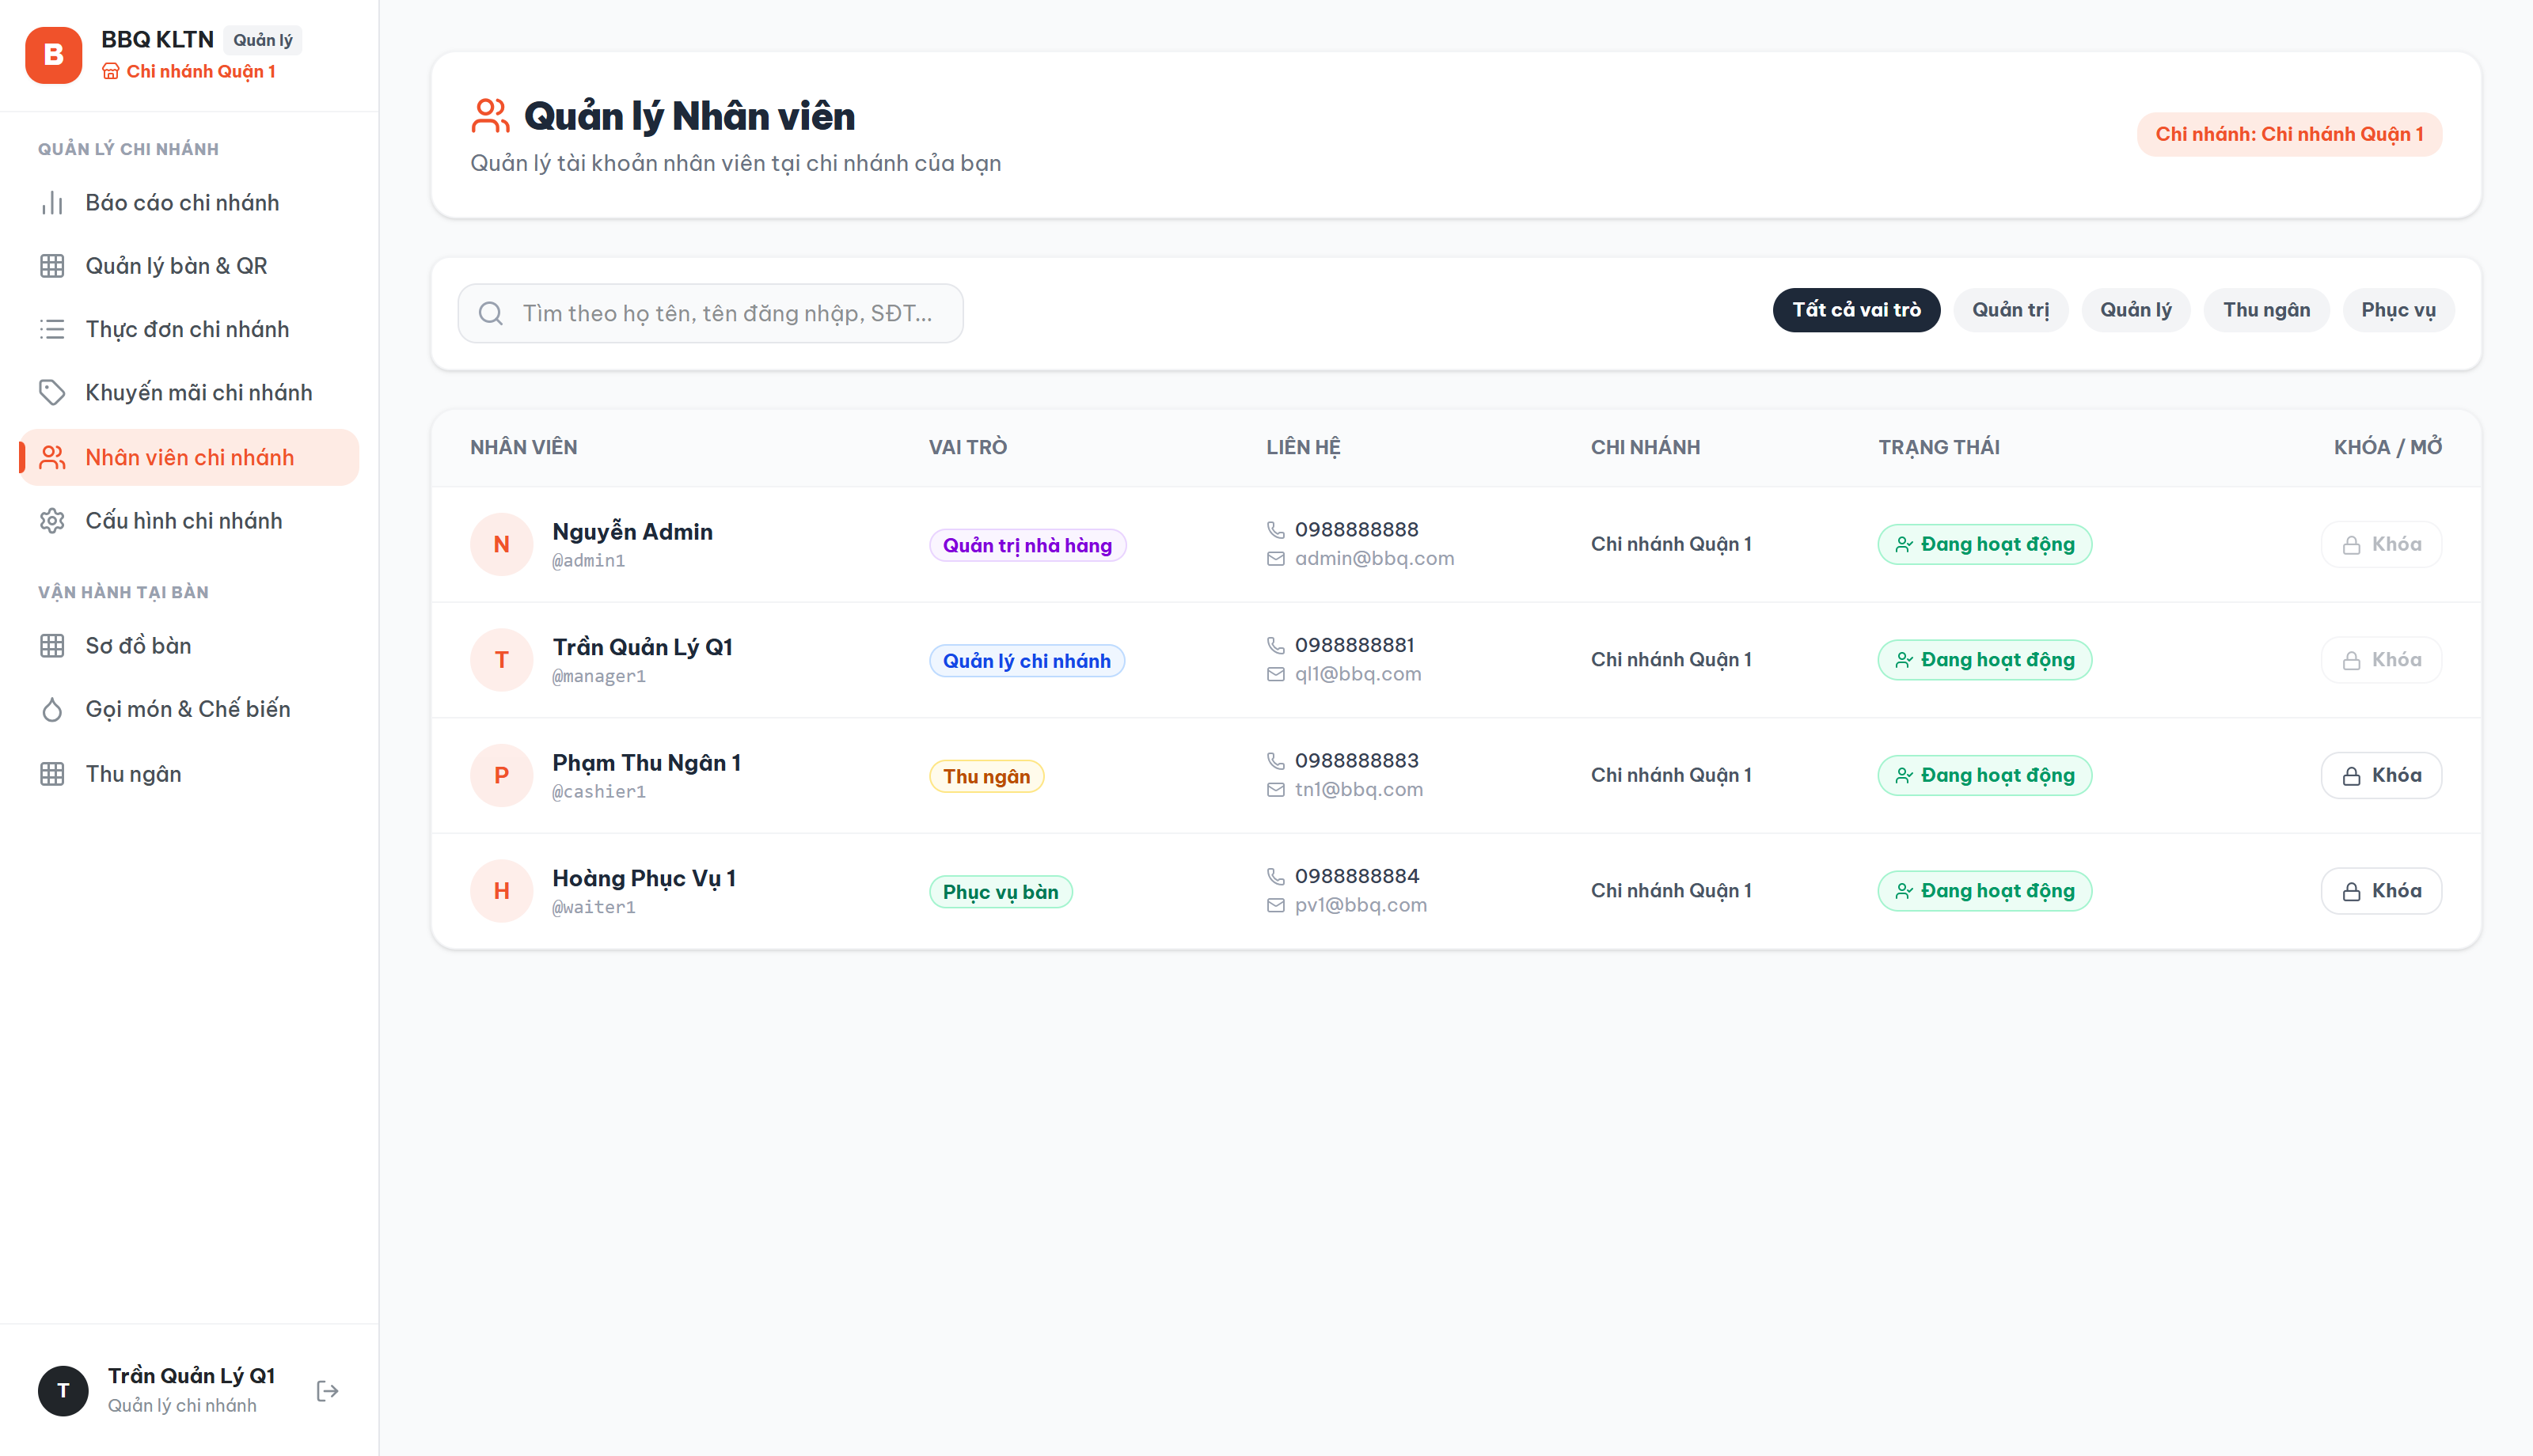 B
BBQ KLTN Quản lý
Chi nhánh Quận 1
QUẢN LÝ CHI NHÁNH
Báo cáo chi nhánh
Quản lý bàn & QR
Thực đơn chi nhánh
Khuyến mãi chi nhánh
Nhân viên chi nhánh
Cấu hình chi nhánh
VẬN HÀNH TẠI BÀN
Sơ đồ bàn
Gọi món & Chế biến
Thu ngân
T
Trần Quản Lý Q1
Quản lý chi nhánh
Quản lý Nhân viên
Quản lý tài khoản nhân viên tại chi nhánh của bạn
Chi nhánh: Chi nhánh Quận 1
Tìm theo họ tên, tên đăng nhập, SĐT...
Tất cả vai trò Quản trị Quản lý Thu ngân Phục vụ
NHÂN VIÊN VAI TRÒ LIÊN HỆ CHI NHÁNH TRẠNG THÁI KHÓA / MỞ
N Nguyễn Admin
@admin1
Quản trị nhà hàng
0988888888
admin@bbq.com
Chi nhánh Quận 1
Đang hoạt động
Khóa
T Trần Quản Lý Q1
@manager1
Quản lý chi nhánh
0988888881
ql1@bbq.com
Chi nhánh Quận 1
Đang hoạt động
Khóa
P Phạm Thu Ngân 1
@cashier1
Thu ngân
0988888883
tn1@bbq.com
Chi nhánh Quận 1
Đang hoạt động
Khóa
H Hoàng Phục Vụ 1
@waiter1
Phục vụ bàn
0988888884
pv1@bbq.com
Chi nhánh Quận 1
Đang hoạt động
Khóa